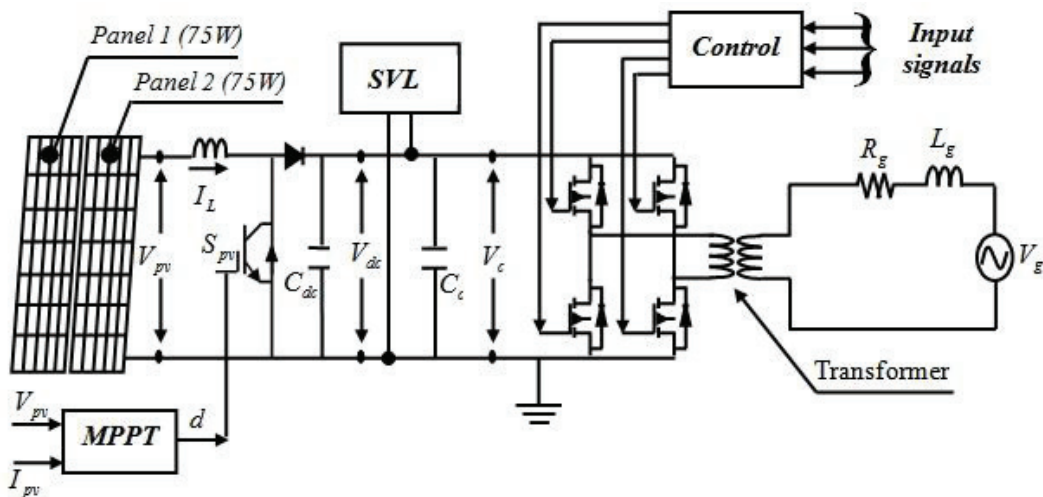 Panel 1 (75W)
Panel 2 (75W)
SVL
Control
Input
signals
R_g
L_g
I_L
S_pv
V_pv
C_dc
V_dc
C_c
V_c
V_g
Transformer
V_pv
d
MPPT
I_pv